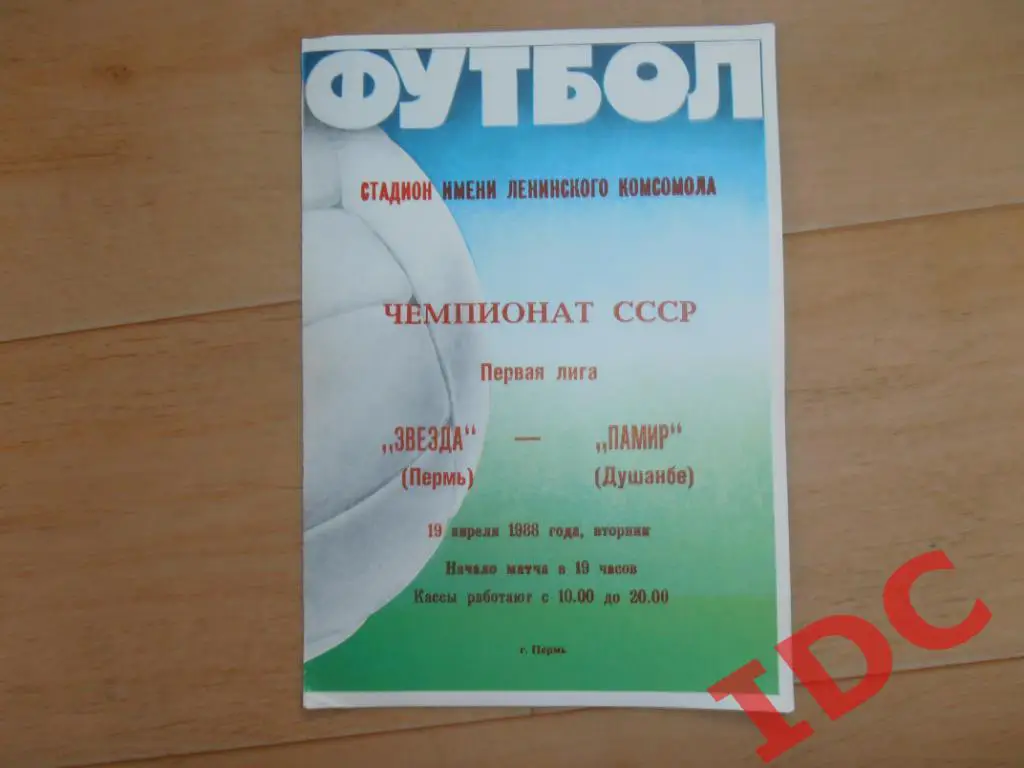 ФУТБОЛ
СТАДИОН ИМЕНИ ЛЕНИНСКОГО КОМСОМОЛА
ЧЕМПИОНАТ СССР
Первая лига
„ЗВЕЗДА“ — „ПАМИР“
(Пермь) (Душанбе)
19 апреля 1988 года, вторник
Начало матча в 19 часов
Кассы работают с 10.00 до 20.00
г. Пермь
IDC